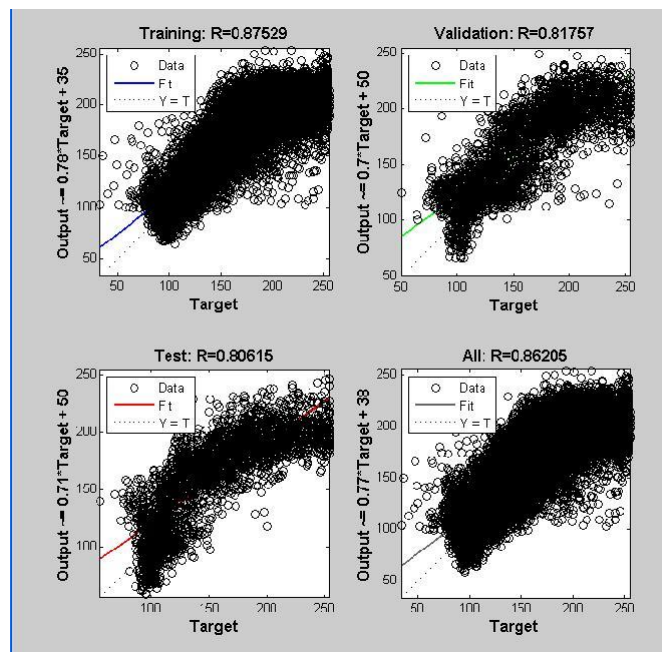 Training: R=0.87529
Output ~= 0.78*Target + 35
Data
Fit
Y = T
250
200
150
100
50
50 100 150 200 250
Target
Validation: R=0.81757
Output ~= 0.7*Target + 50
Data
Fit
Y = T
250
200
150
100
50
50 100 150 200 250
Target
Test: R=0.80615
Output ~= 0.71*Target + 50
Data
Fit
Y = T
250
200
150
100
100 150 200 250
Target
All: R=0.86205
Output ~= 0.77*Target + 38
Data
Fit
Y = T
250
200
150
100
50
50 100 150 200 250
Target